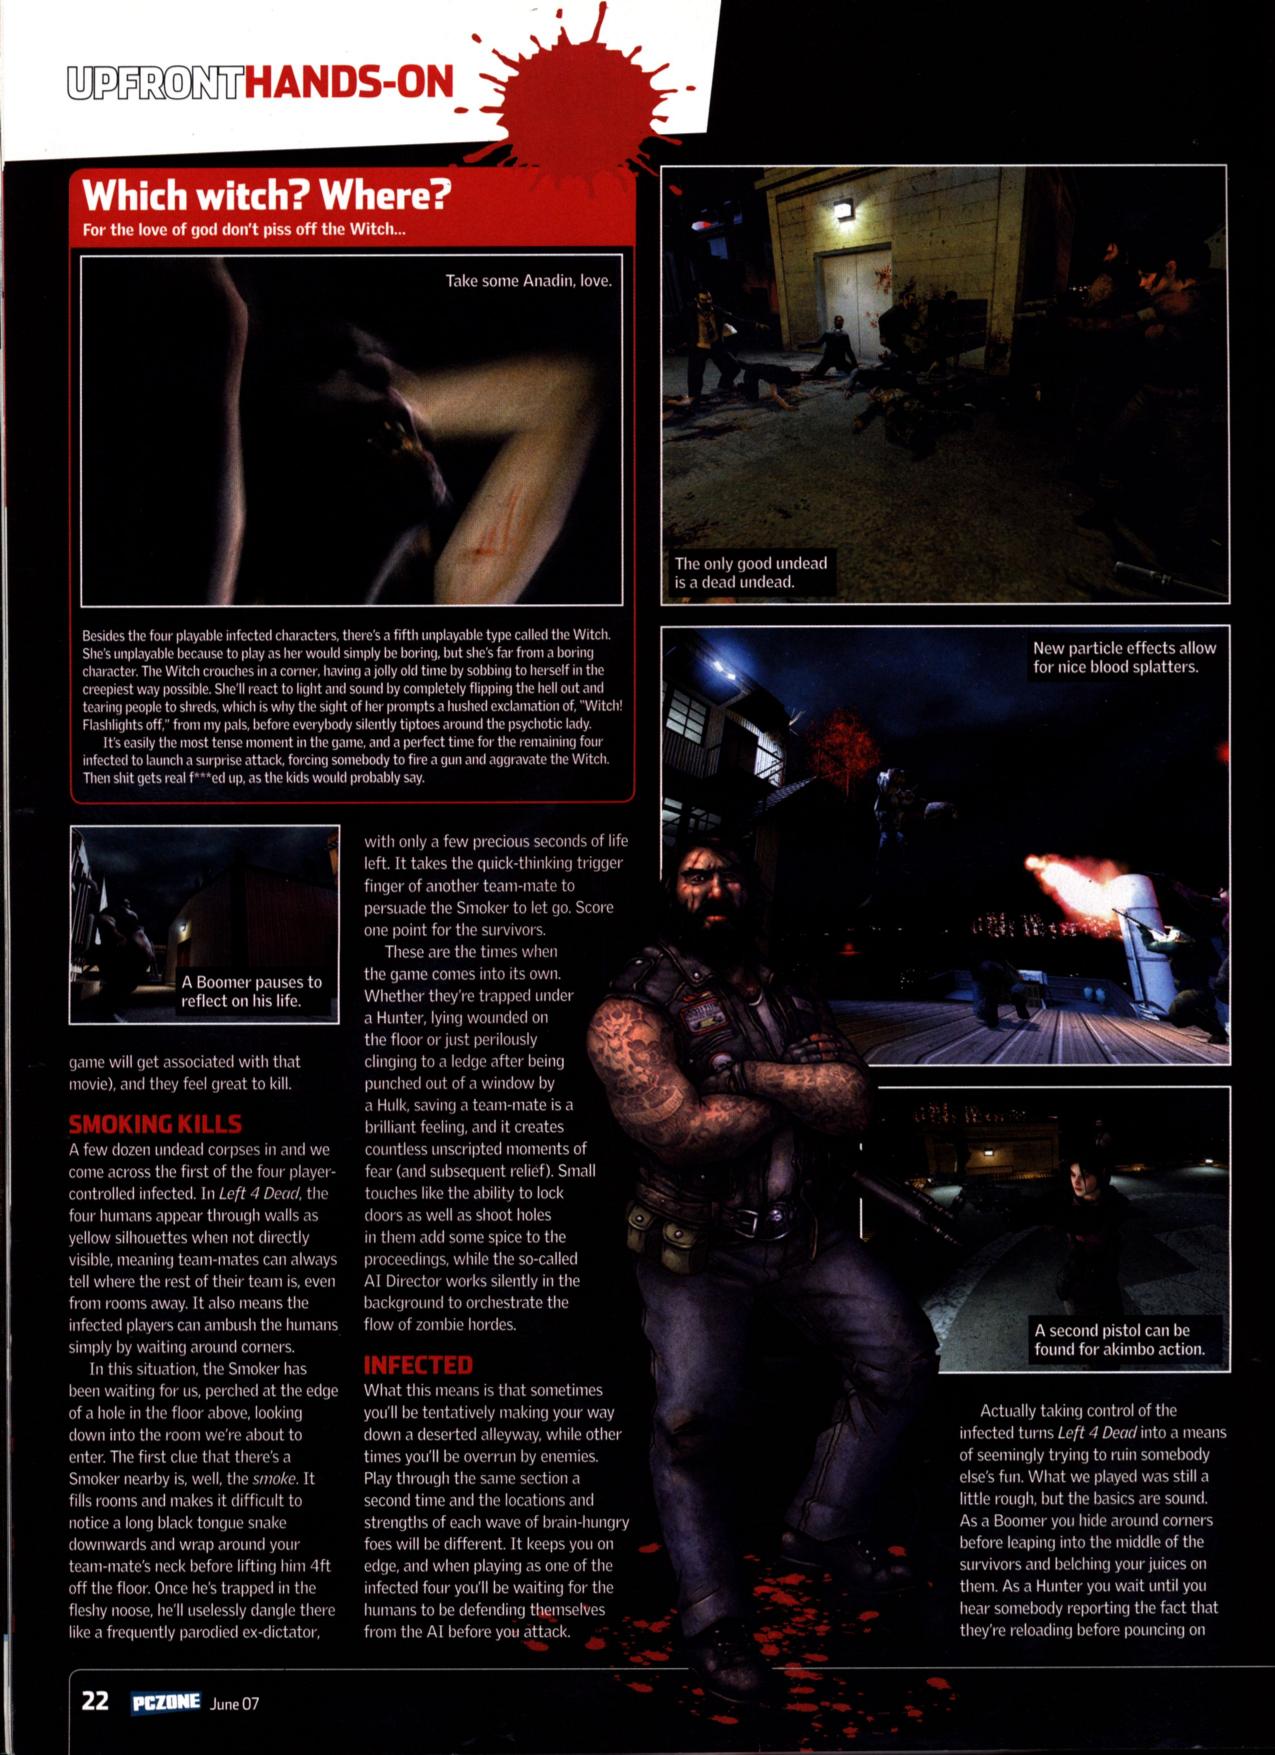 UPFRONTHANDS-ON
Which witch? Where?
For the love of god don't piss off the Witch...
Take some Anadin, love.
Besides the four playable infected characters, there's a fifth unplayable type called the Witch.
She's unplayable because to play as her would simply be boring, but she's far from a boring
character. The Witch crouches in a corner, having a jolly old time by sobbing to herself in the
creepiest way possible. She'll react to light and sound by completely flipping the hell out and
tearing people to shreds, which is why the sight of her prompts a hushed exclamation of, "Witch!
Flashlights off," from my pals, before everybody silently tiptoes around the psychotic lady.
It's easily the most tense moment in the game, and a perfect time for the remaining four
infected to launch a surprise attack, forcing somebody to fire a gun and aggravate the Witch.
Then shit gets real f***ed up, as the kids would probably say.
The only good undead
is a dead undead.
New particle effects allow
for nice blood splatters.
A Boomer pauses to
reflect on his life.
game will get associated with that
movie), and they feel great to kill.
SMOKING KILLS
A few dozen undead corpses in and we
come across the first of the four player-
controlled infected. In Left 4 Dead, the
four humans appear through walls as
yellow silhouettes when not directly
visible, meaning team-mates can always
tell where the rest of their team is, even
from rooms away. It also means the
infected players can ambush the humans
simply by waiting around corners.
In this situation, the Smoker has
been waiting for us, perched at the edge
of a hole in the floor above, looking
down into the room we're about to
enter. The first clue that there's a
Smoker nearby is, well, the smoke. It
fills rooms and makes it difficult to
notice a long black tongue snake
downwards and wrap around your
team-mate's neck before lifting him 4ft
off the floor. Once he's trapped in the
fleshy noose, he'll uselessly dangle there
like a frequently parodied ex-dictator,
with only a few precious seconds of life
left. It takes the quick-thinking trigger
finger of another team-mate to
persuade the Smoker to let go. Score
one point for the survivors.
These are the times when
the game comes into its own.
Whether they're trapped under
a Hunter, lying wounded on
the floor or just perilously
clinging to a ledge after being
punched out of a window by
a Hulk, saving a team-mate is a
brilliant feeling, and it creates
countless unscripted moments of
fear (and subsequent relief). Small
touches like the ability to lock
doors as well as shoot holes
in them add some spice to the
proceedings, while the so-called
AI Director works silently in the
background to orchestrate the
flow of zombie hordes.
INFECTED
What this means is that sometimes
you'll be tentatively making your way
down a deserted alleyway, while other
times you'll be overrun by enemies.
Play through the same section a
second time and the locations and
strengths of each wave of brain-hungry
foes will be different. It keeps you on
edge, and when playing as one of the
infected four you'll be waiting for the
humans to be defending themselves
from the AI before you attack.
A second pistol can be
found for akimbo action.
Actually taking control of the
infected turns Left 4 Dead into a means
of seemingly trying to ruin somebody
else's fun. What we played was still a
little rough, but the basics are sound.
As a Boomer you hide around corners
before leaping into the middle of the
survivors and belching your juices on
them. As a Hunter you wait until you
hear somebody reporting the fact that
they're reloading before pouncing on
22 PCZONE June 07